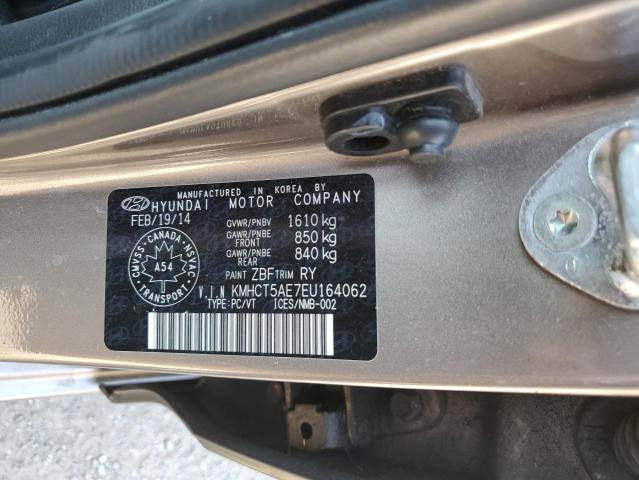 MANUFACTURED IN KOREA BY
HYUNDAI MOTOR COMPANY
FEB/19/14
GVWR/PNBV 1610 kg
GAWR/PNBE FRONT 850 kg
GAWR/PNBE REAR 840 kg
PAINT ZBF TRIM RY
V.I.N KMHCT5AE7EU164062
TYPE:PC/VT ICES/NMB-002
CMVSS · CANADA · NSVAC
A54
TRANSPORT